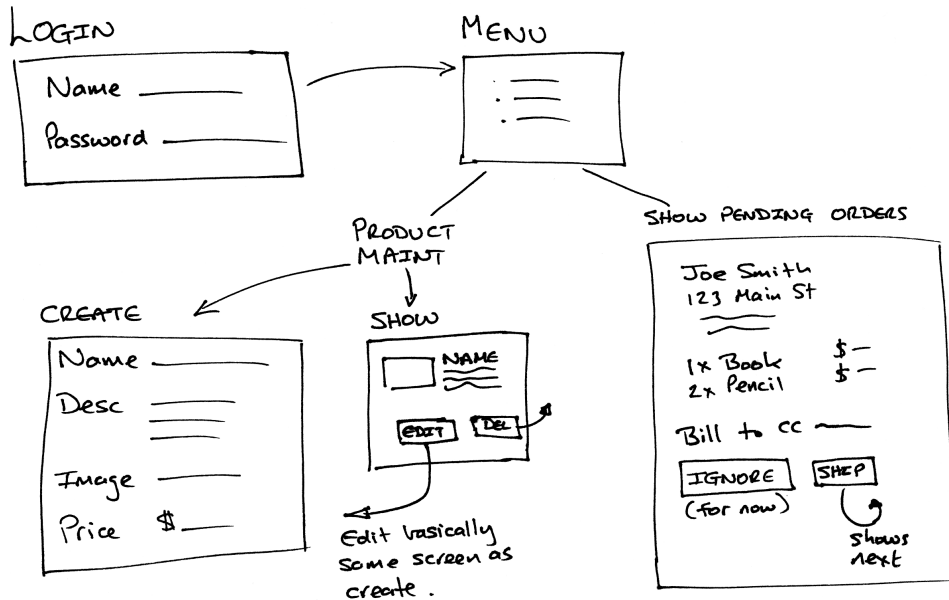 LOGIN
Name
Password
MENU
PRODUCT
MAINT
CREATE
Name
Desc
Image
Price $
SHOW
NAME
EDIT DEL
Edit basically
same screen as
create.
SHOW PENDING ORDERS
Joe Smith
123 Main St
1x Book $
2x Pencil $
Bill to CC
IGNORE SHIP
(for now)
shows
next